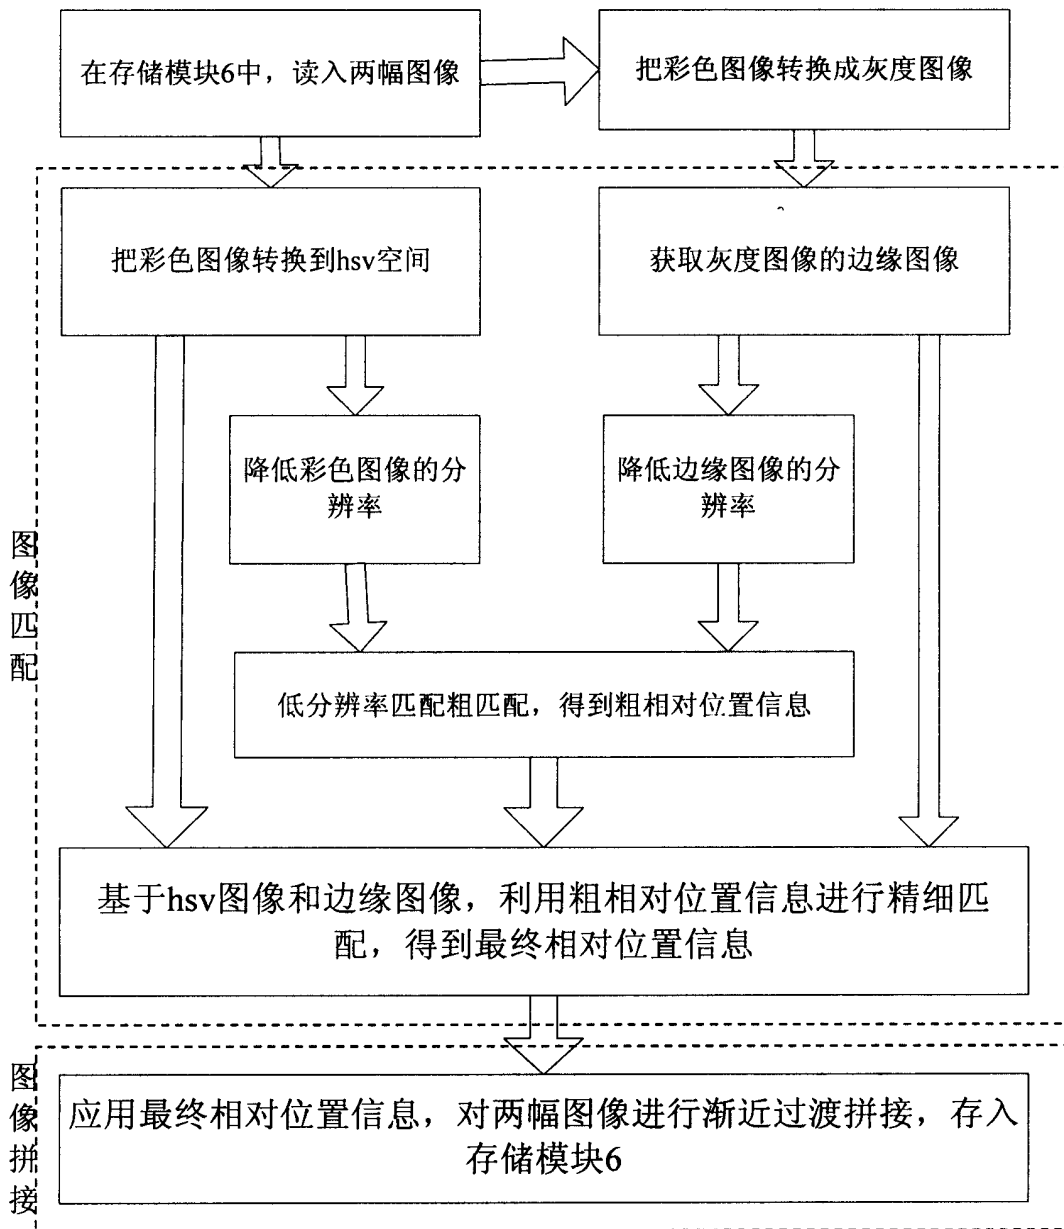 在存储模块6中，读入两幅图像
把彩色图像转换成灰度图像
把彩色图像转换到hsv空间
获取灰度图像的边缘图像
降低彩色图像的分
辨率
降低边缘图像的分
辨率
图像匹配
低分辨率匹配粗匹配，得到粗相对位置信息
基于hsv图像和边缘图像，利用粗相对位置信息进行精细匹
配，得到最终相对位置信息
图像拼接
应用最终相对位置信息，对两幅图像进行渐近过渡拼接，存入
存储模块6